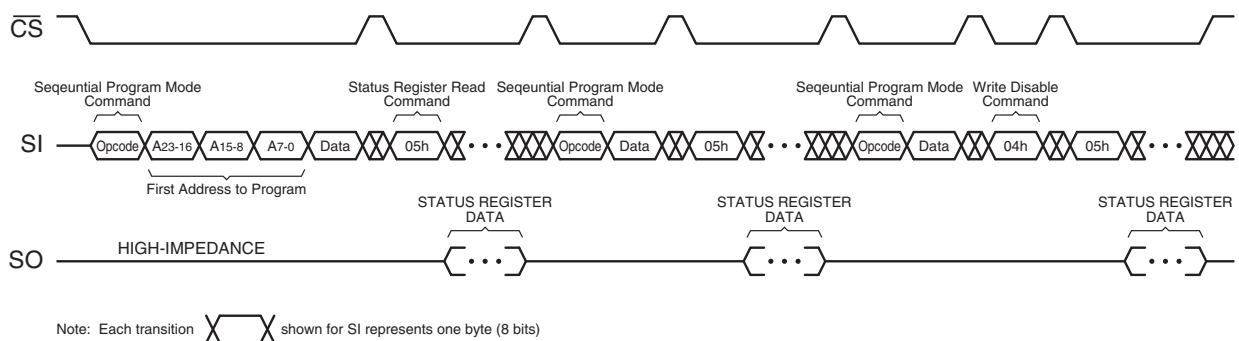 CS
Seqeuntial Program Mode
Command
Status Register Read
Command
Seqeuntial Program Mode
Command
Seqeuntial Program Mode
Command
Write Disable
Command
SI
Opcode A23-16 A15-8 A7-0 Data 05h Opcode Data 05h Opcode Data 04h 05h
First Address to Program
STATUS REGISTER
DATA
STATUS REGISTER
DATA
STATUS REGISTER
DATA
SO
HIGH-IMPEDANCE
Note: Each transition shown for SI represents one byte (8 bits)